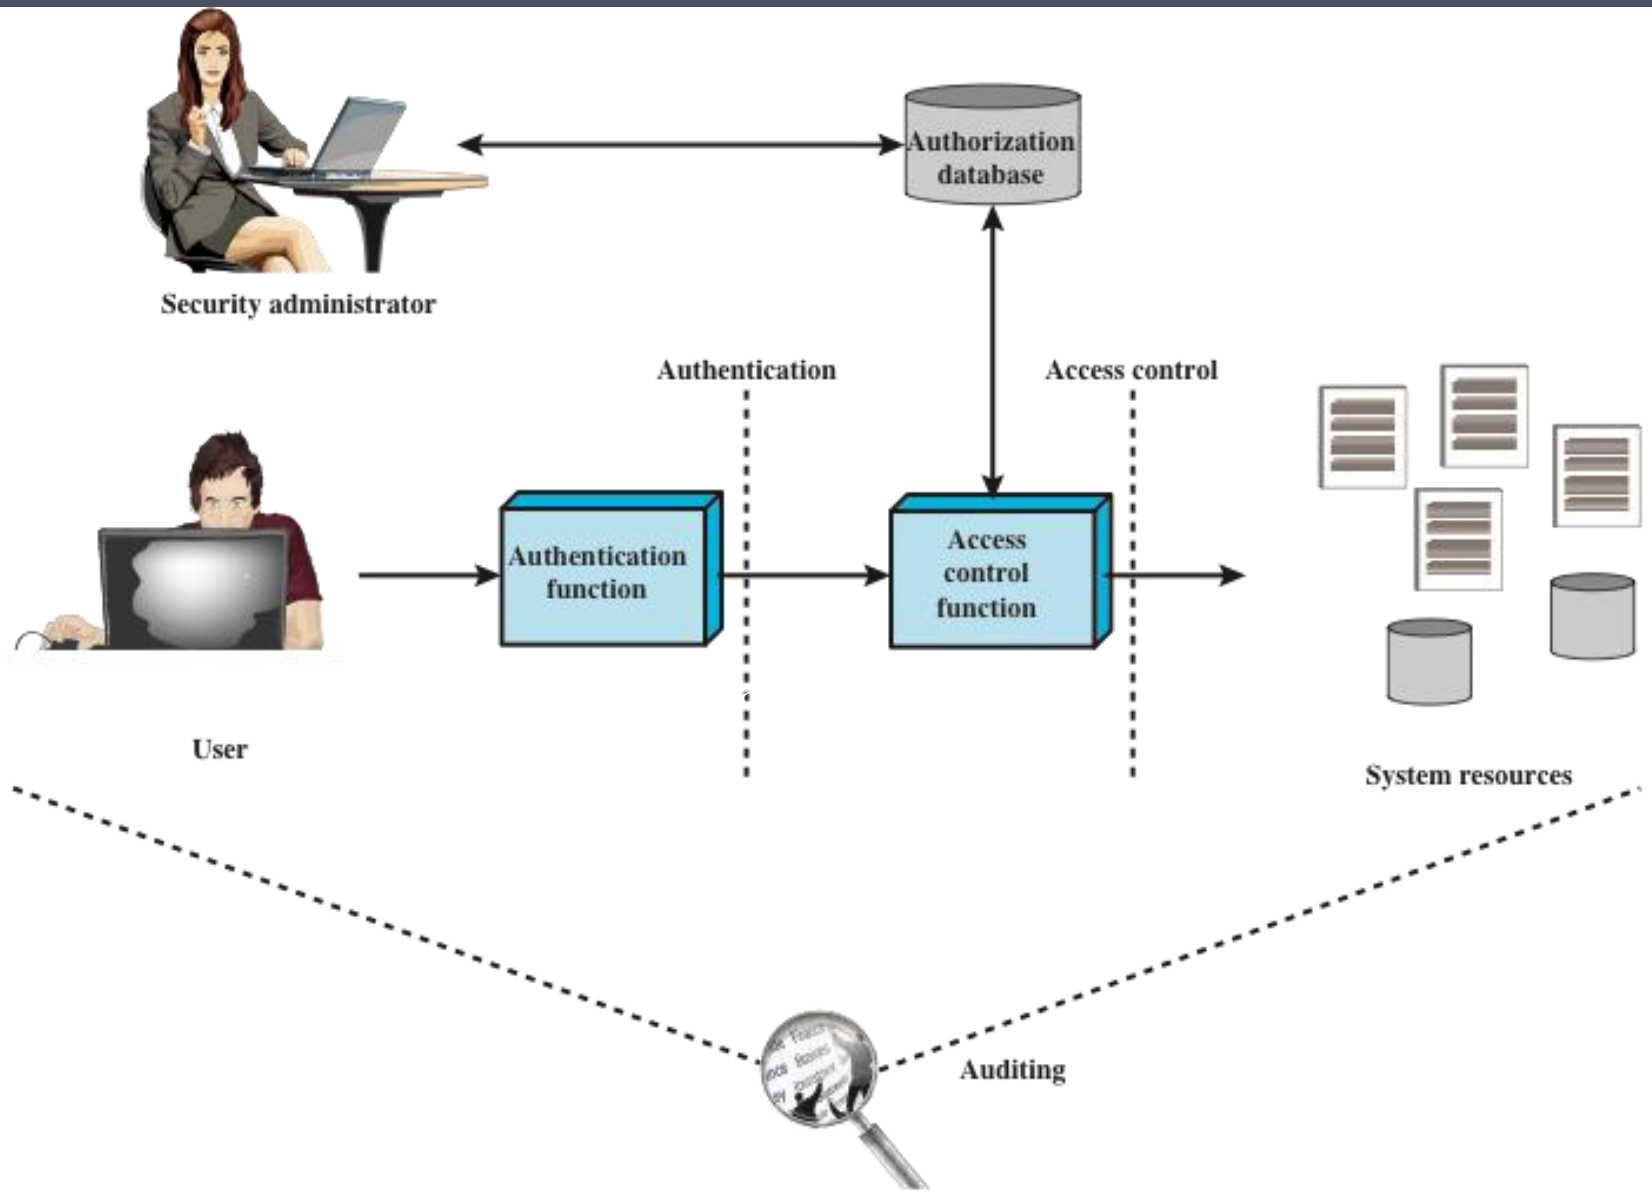 Authorization
database
Security administrator
Authentication
Access control
Authentication
function
Access
control
function
User
System resources
Auditing